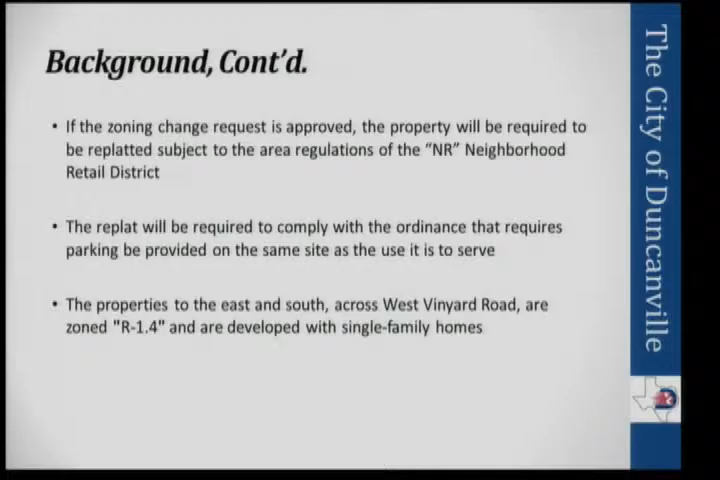 Background, Cont'd.
• If the zoning change request is approved, the property will be required to
be replatted subject to the area regulations of the “NR” Neighborhood
Retail District
• The replat will be required to comply with the ordinance that requires
parking be provided on the same site as the use it is to serve
• The properties to the east and south, across West Vinyard Road, are
zoned "R-1.4" and are developed with single-family homes
The City of Duncanville